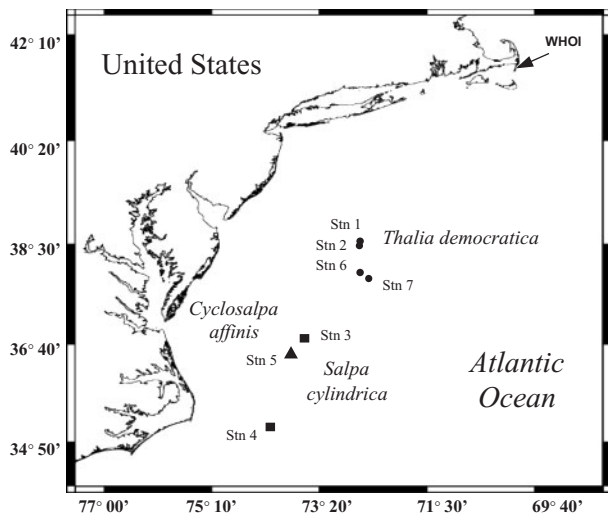 42° 10’
WHOI
United States
40° 20’
Stn 1
Thalia democratica
Stn 2
38° 30’
Stn 6
Stn 7
Cyclosalpa
affinis
Stn 3
36° 40’
Stn 5
Salpa
cylindrica
Atlantic
Ocean
Stn 4
34° 50’
77° 00’ 75° 10’ 73° 20’ 71° 30’ 69° 40’